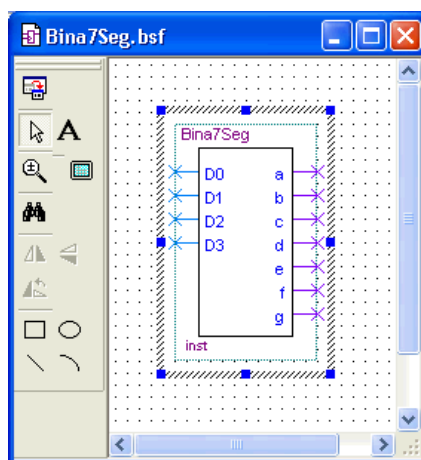 Bina7Seg.bsf
A
Bina7Seg
D0 a
D1 b
D2 c
D3 d
e
f
g
inst